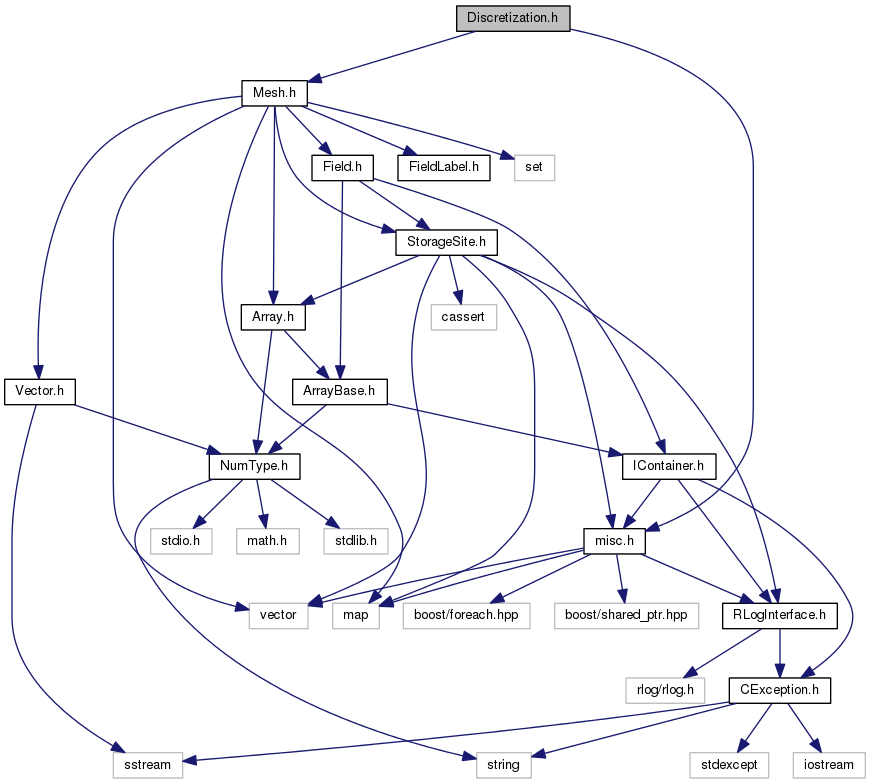 Discretization.h
Mesh.h
Field.h
FieldLabel.h
set
StorageSite.h
Array.h
cassert
Vector.h
ArrayBase.h
NumType.h
IContainer.h
stdio.h
math.h
stdlib.h
misc.h
vector
map
boost/foreach.hpp
boost/shared_ptr.hpp
RLogInterface.h
rlog/rlog.h
CException.h
sstream
string
stdexcept
iostream